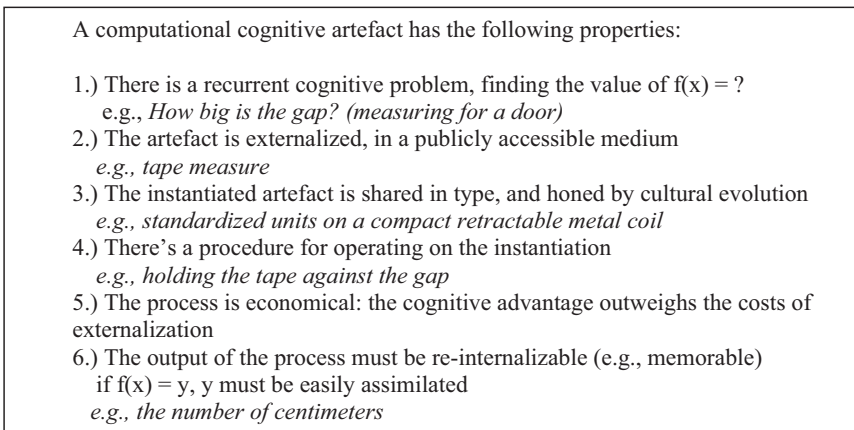 A computational cognitive artefact has the following properties:
1.) There is a recurrent cognitive problem, finding the value of f(x) = ?
e.g., How big is the gap? (measuring for a door)
2.) The artefact is externalized, in a publicly accessible medium
e.g., tape measure
3.) The instantiated artefact is shared in type, and honed by cultural evolution
e.g., standardized units on a compact retractable metal coil
4.) There’s a procedure for operating on the instantiation
e.g., holding the tape against the gap
5.) The process is economical: the cognitive advantage outweighs the costs of
externalization
6.) The output of the process must be re-internalizable (e.g., memorable)
if f(x) = y, y must be easily assimilated
e.g., the number of centimeters